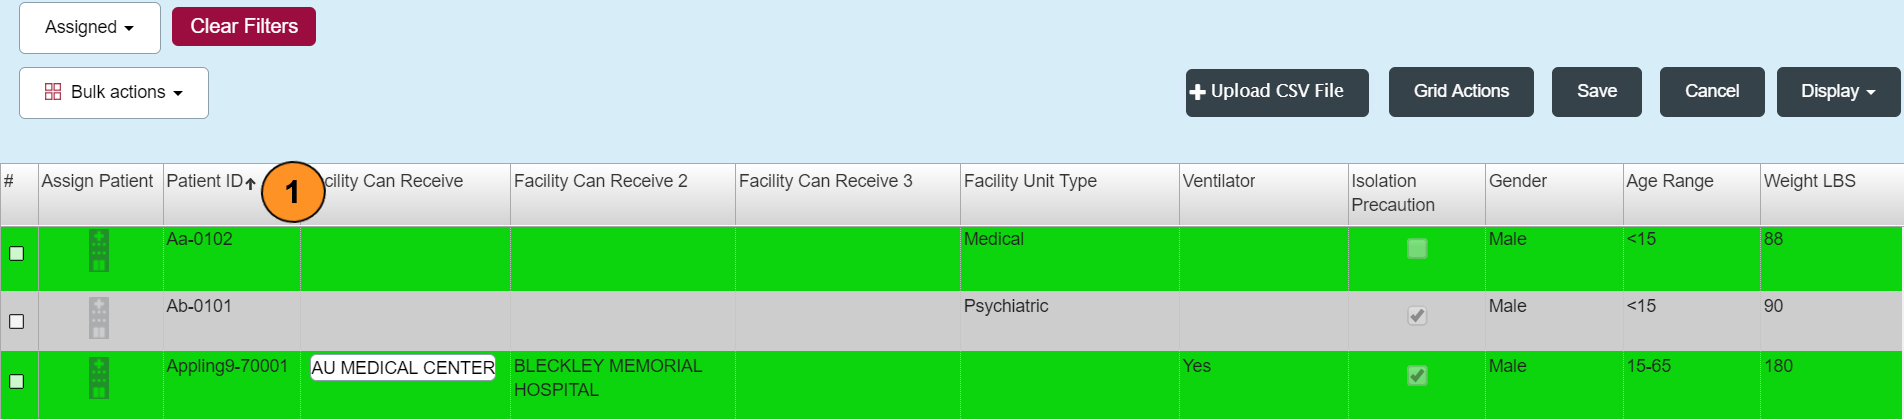 Assigned
Clear Filters
Bulk actions
Upload CSV File
Grid Actions
Save
Cancel
Display
# Assign Patient Patient ID 1 cility Can Receive Facility Can Receive 2 Facility Can Receive 3 Facility Unit Type Ventilator Isolation Gender Age Range Weight LBS
Precaution
Aa-0102 Medical Male <15 88
Ab-0101 Psychiatric Male <15 90
Appling9-70001 AU MEDICAL CENTER BLECKLEY MEMORIAL Yes Male 15-65 180
HOSPITAL